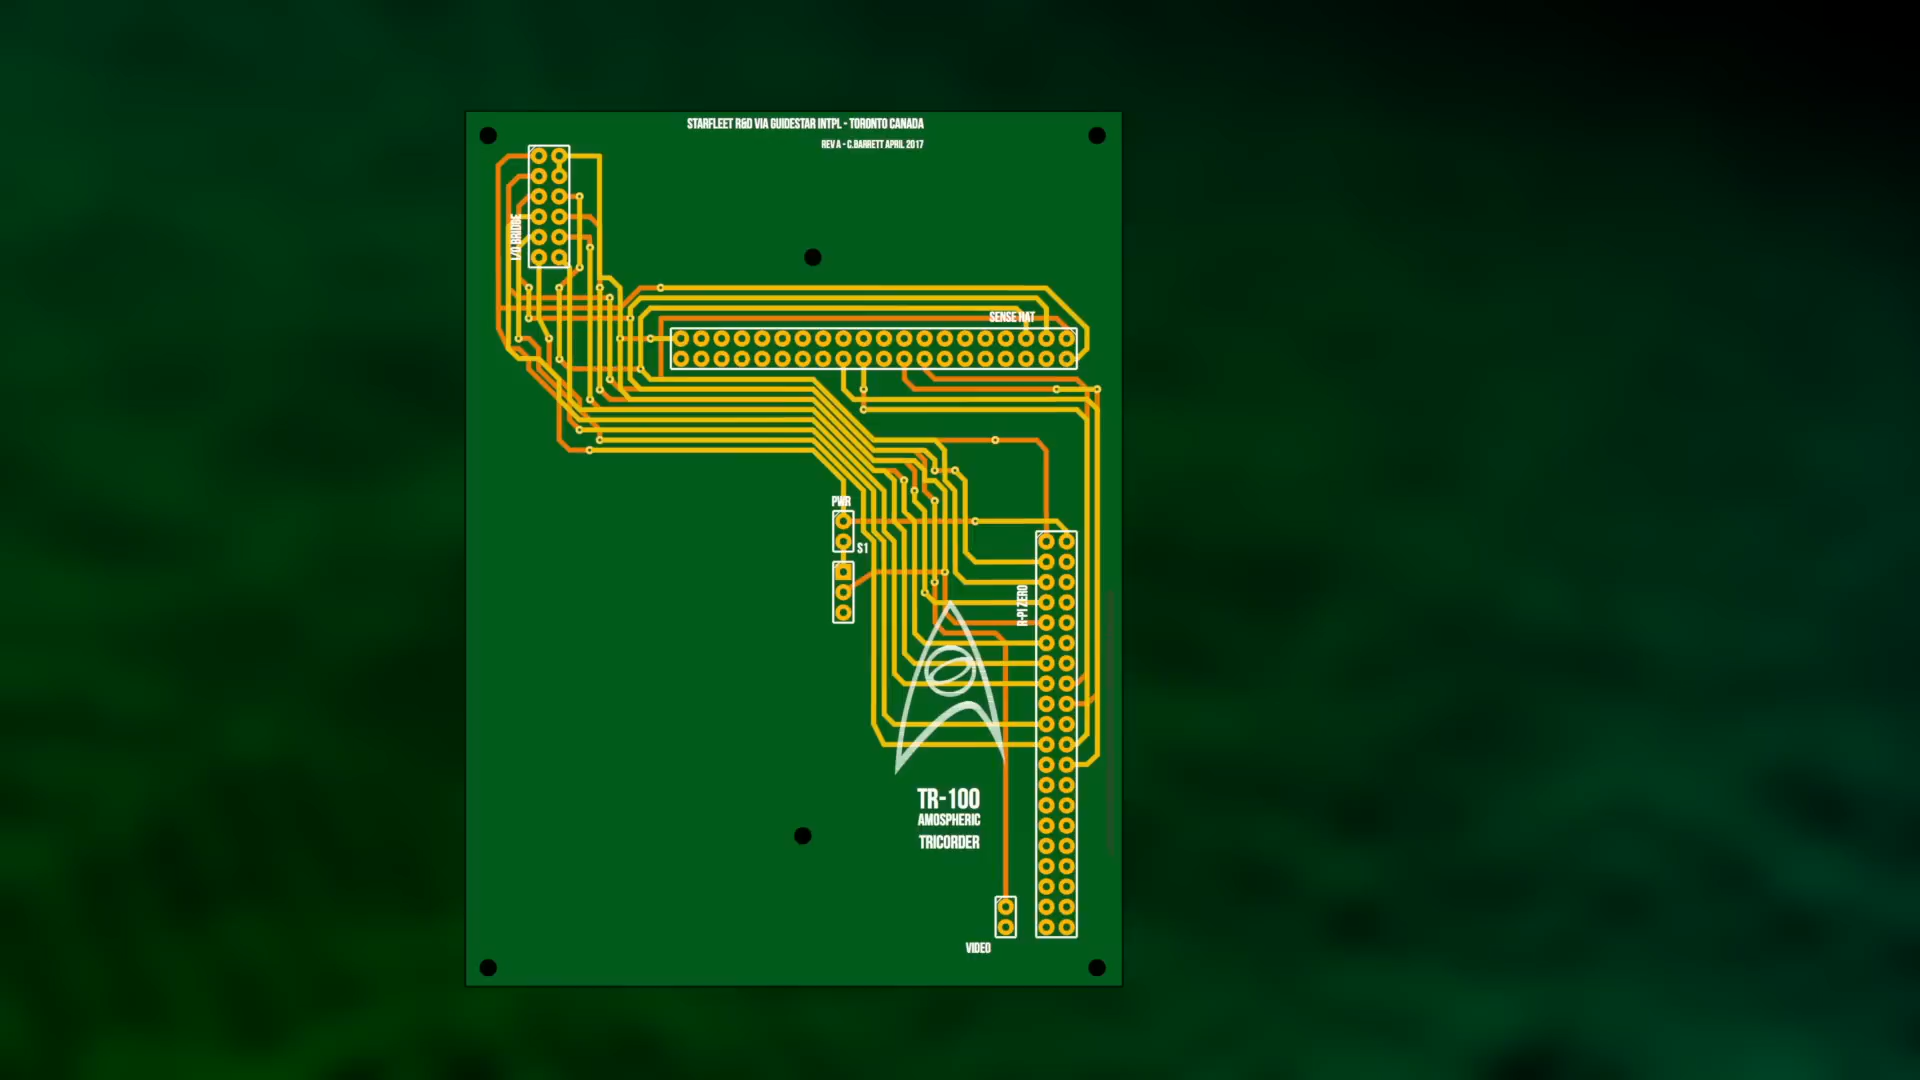 STARFLEET R&D VIA GUIDESTAR INTPL - TORONTO CANADA
REV A - C.BARRETT APRIL 2017
I/O BRIDGE
SENSE HAT
PWR
S1
R-PI ZERO
TR-100
AMOSPHERIC
TRICORDER
VIDEO